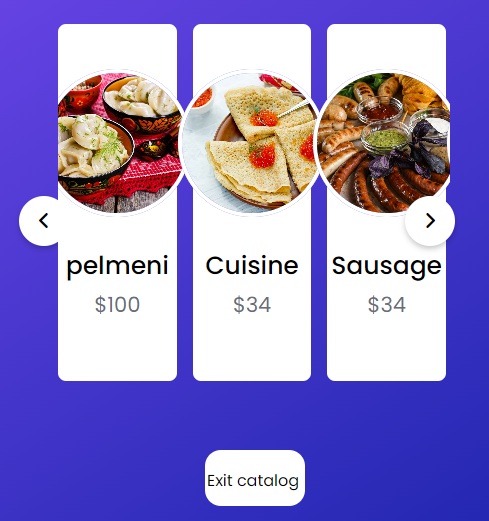 pelmeni
$100
Cuisine
$34
Sausage
$34
Exit catalog